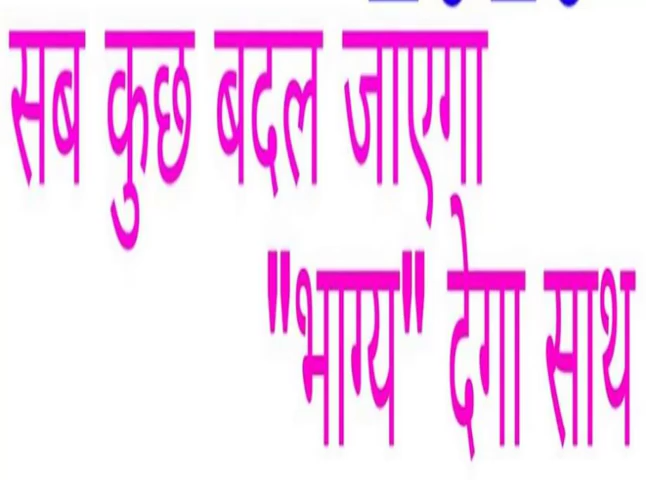 सब कुछ बदल जाएगा
"भाग्य" देगा साथ